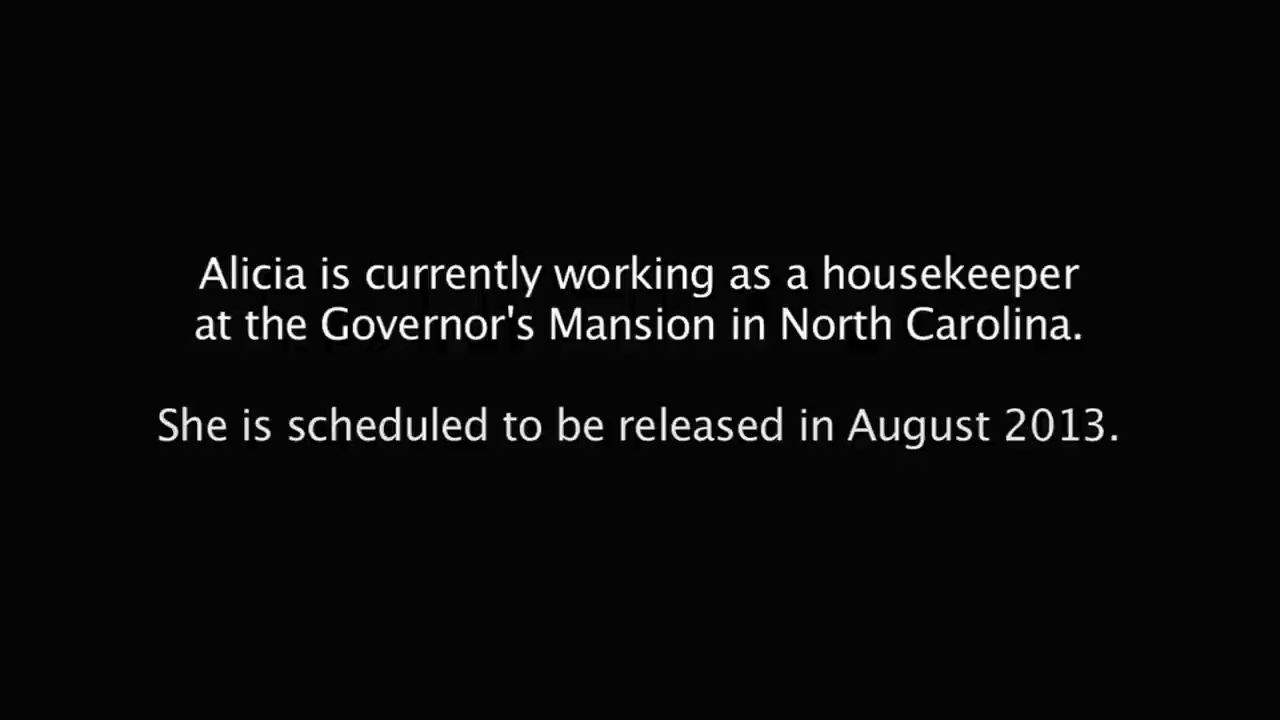 Alicia is currently working as a housekeeper
at the Governor's Mansion in North Carolina.
She is scheduled to be released in August 2013.